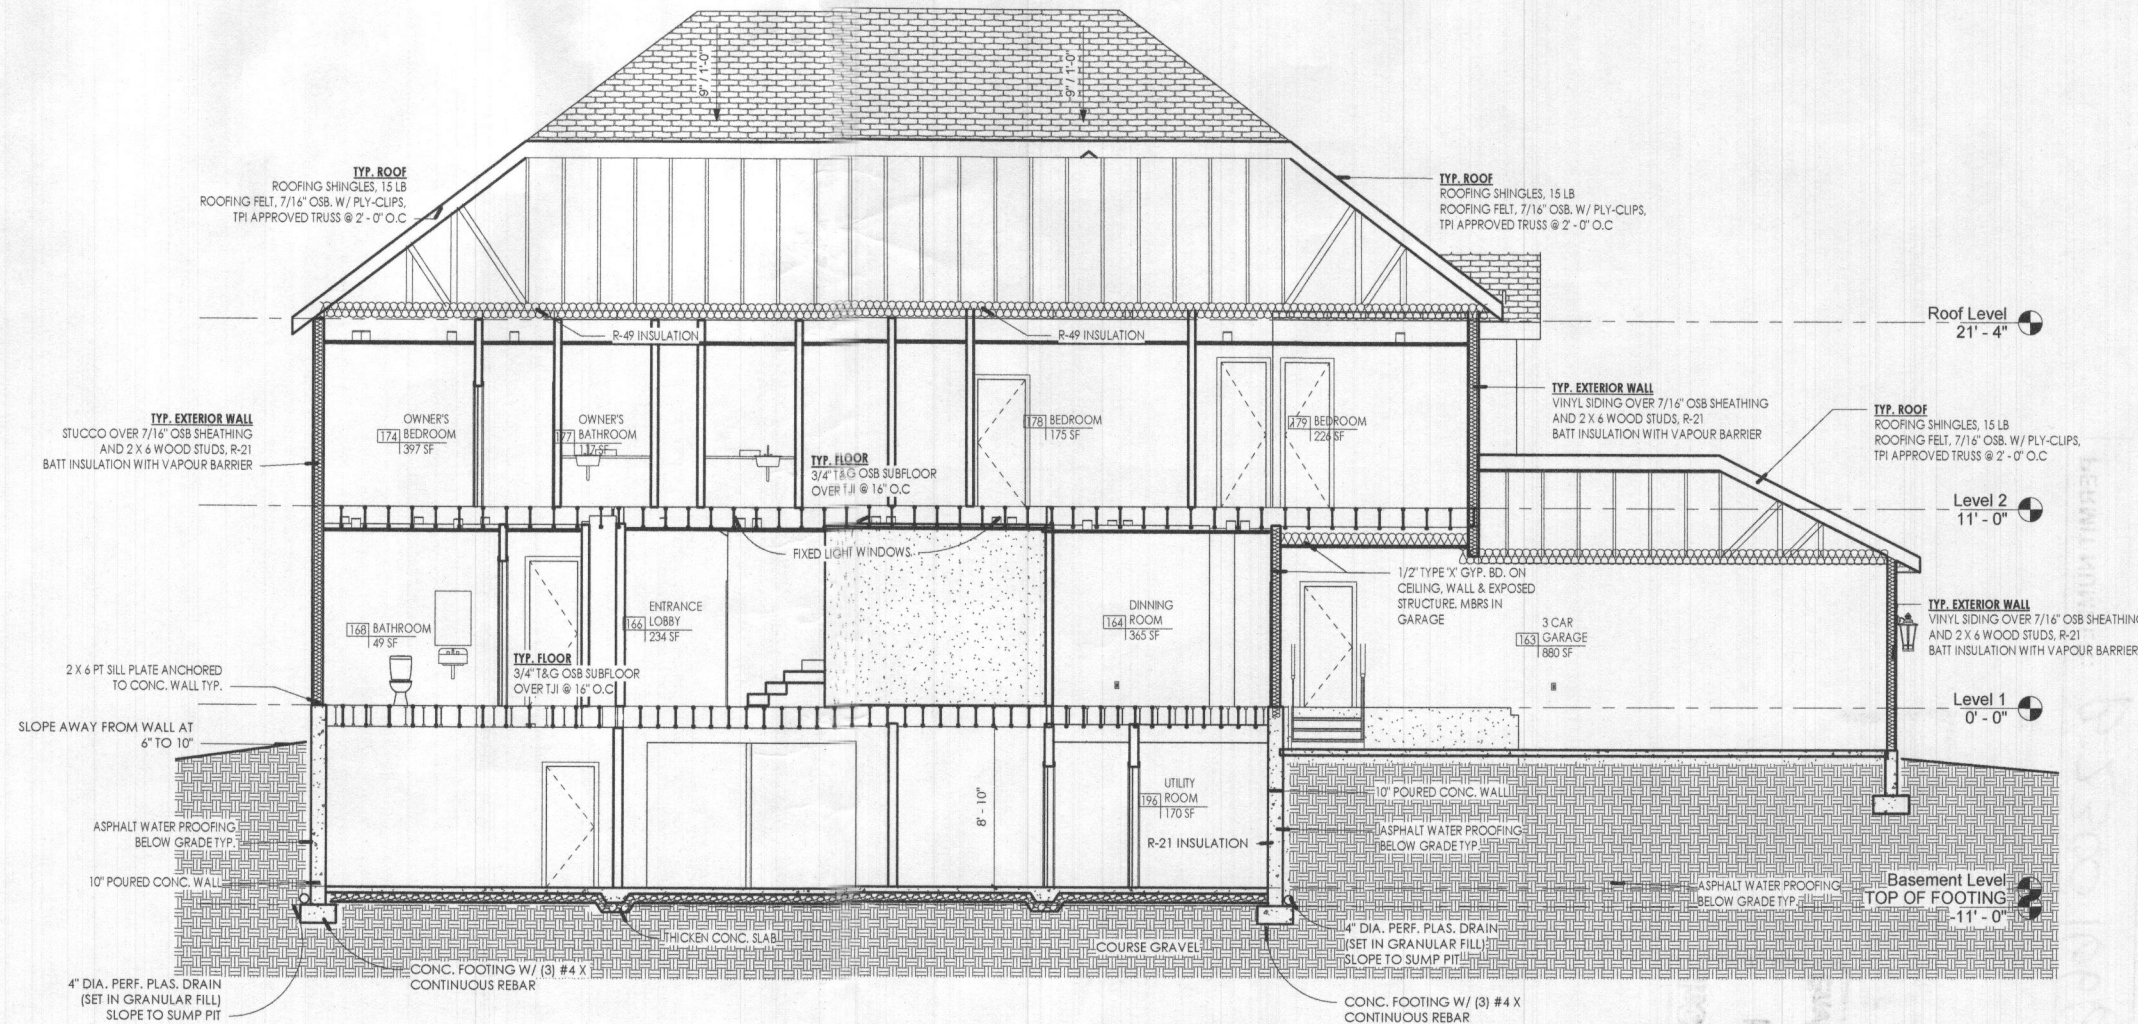 9" / 1'-0"
9" / 1'-0"
TYP. ROOF
ROOFING SHINGLES, 15 LB
ROOFING FELT, 7/16" OSB. W/ PLY-CLIPS,
TPI APPROVED TRUSS @ 2' - 0" O.C
TYP. ROOF
ROOFING SHINGLES, 15 LB
ROOFING FELT, 7/16" OSB. W/ PLY-CLIPS,
TPI APPROVED TRUSS @ 2' - 0" O.C
R-49 INSULATION
R-49 INSULATION
Roof Level
21' - 4"
TYP. EXTERIOR WALL
STUCCO OVER 7/16" OSB SHEATHING
AND 2 X 6 WOOD STUDS, R-21
BATT INSULATION WITH VAPOUR BARRIER
OWNER'S
174 BEDROOM
397 SF
OWNER'S
177 BATHROOM
137 SF
TYP. FLOOR
3/4" T&G OSB SUBFLOOR
OVER TJI @ 16" O.C
178 BEDROOM
175 SF
179 BEDROOM
226 SF
TYP. EXTERIOR WALL
VINYL SIDING OVER 7/16" OSB SHEATHING
AND 2 X 6 WOOD STUDS, R-21
BATT INSULATION WITH VAPOUR BARRIER
TYP. ROOF
ROOFING SHINGLES, 15 LB
ROOFING FELT, 7/16" OSB. W/ PLY-CLIPS,
TPI APPROVED TRUSS @ 2' - 0" O.C
Level 2
11' - 0"
FIXED LIGHT WINDOWS.
1/2" TYPE 'X' GYP. BD. ON
CEILING, WALL & EXPOSED
STRUCTURE, MBRS IN
GARAGE
168 BATHROOM
49 SF
ENTRANCE
166 LOBBY
234 SF
TYP. FLOOR
3/4" T&G OSB SUBFLOOR
OVER TJI @ 16" O.C
DINNING
164 ROOM
365 SF
3 CAR
163 GARAGE
880 SF
TYP. EXTERIOR WALL
VINYL SIDING OVER 7/16" OSB SHEATHING
AND 2 X 6 WOOD STUDS, R-21
BATT INSULATION WITH VAPOUR BARRIER
2 X 6 PT SILL PLATE ANCHORED
TO CONC. WALL TYP.
Level 1
0' - 0"
SLOPE AWAY FROM WALL AT
6" TO 10"
8' - 10"
UTILITY
196 ROOM
170 SF
R-21 INSULATION
10" POURED CONC. WALL
ASPHALT WATER PROOFING
BELOW GRADE TYP.
ASPHALT WATER PROOFING
BELOW GRADE TYP.
10" POURED CONC. WALL
ASPHALT WATER PROOFING
BELOW GRADE TYP.
Basement Level
TOP OF FOOTING
-11' - 0"
THICKEN CONC. SLAB
COURSE GRAVEL
4" DIA. PERF. PLAS. DRAIN
(SET IN GRANULAR FILL)
SLOPE TO SUMP PIT
CONC. FOOTING W/ (3) #4 X
CONTINUOUS REBAR
4" DIA. PERF. PLAS. DRAIN
(SET IN GRANULAR FILL)
SLOPE TO SUMP PIT
CONC. FOOTING W/ (3) #4 X
CONTINUOUS REBAR